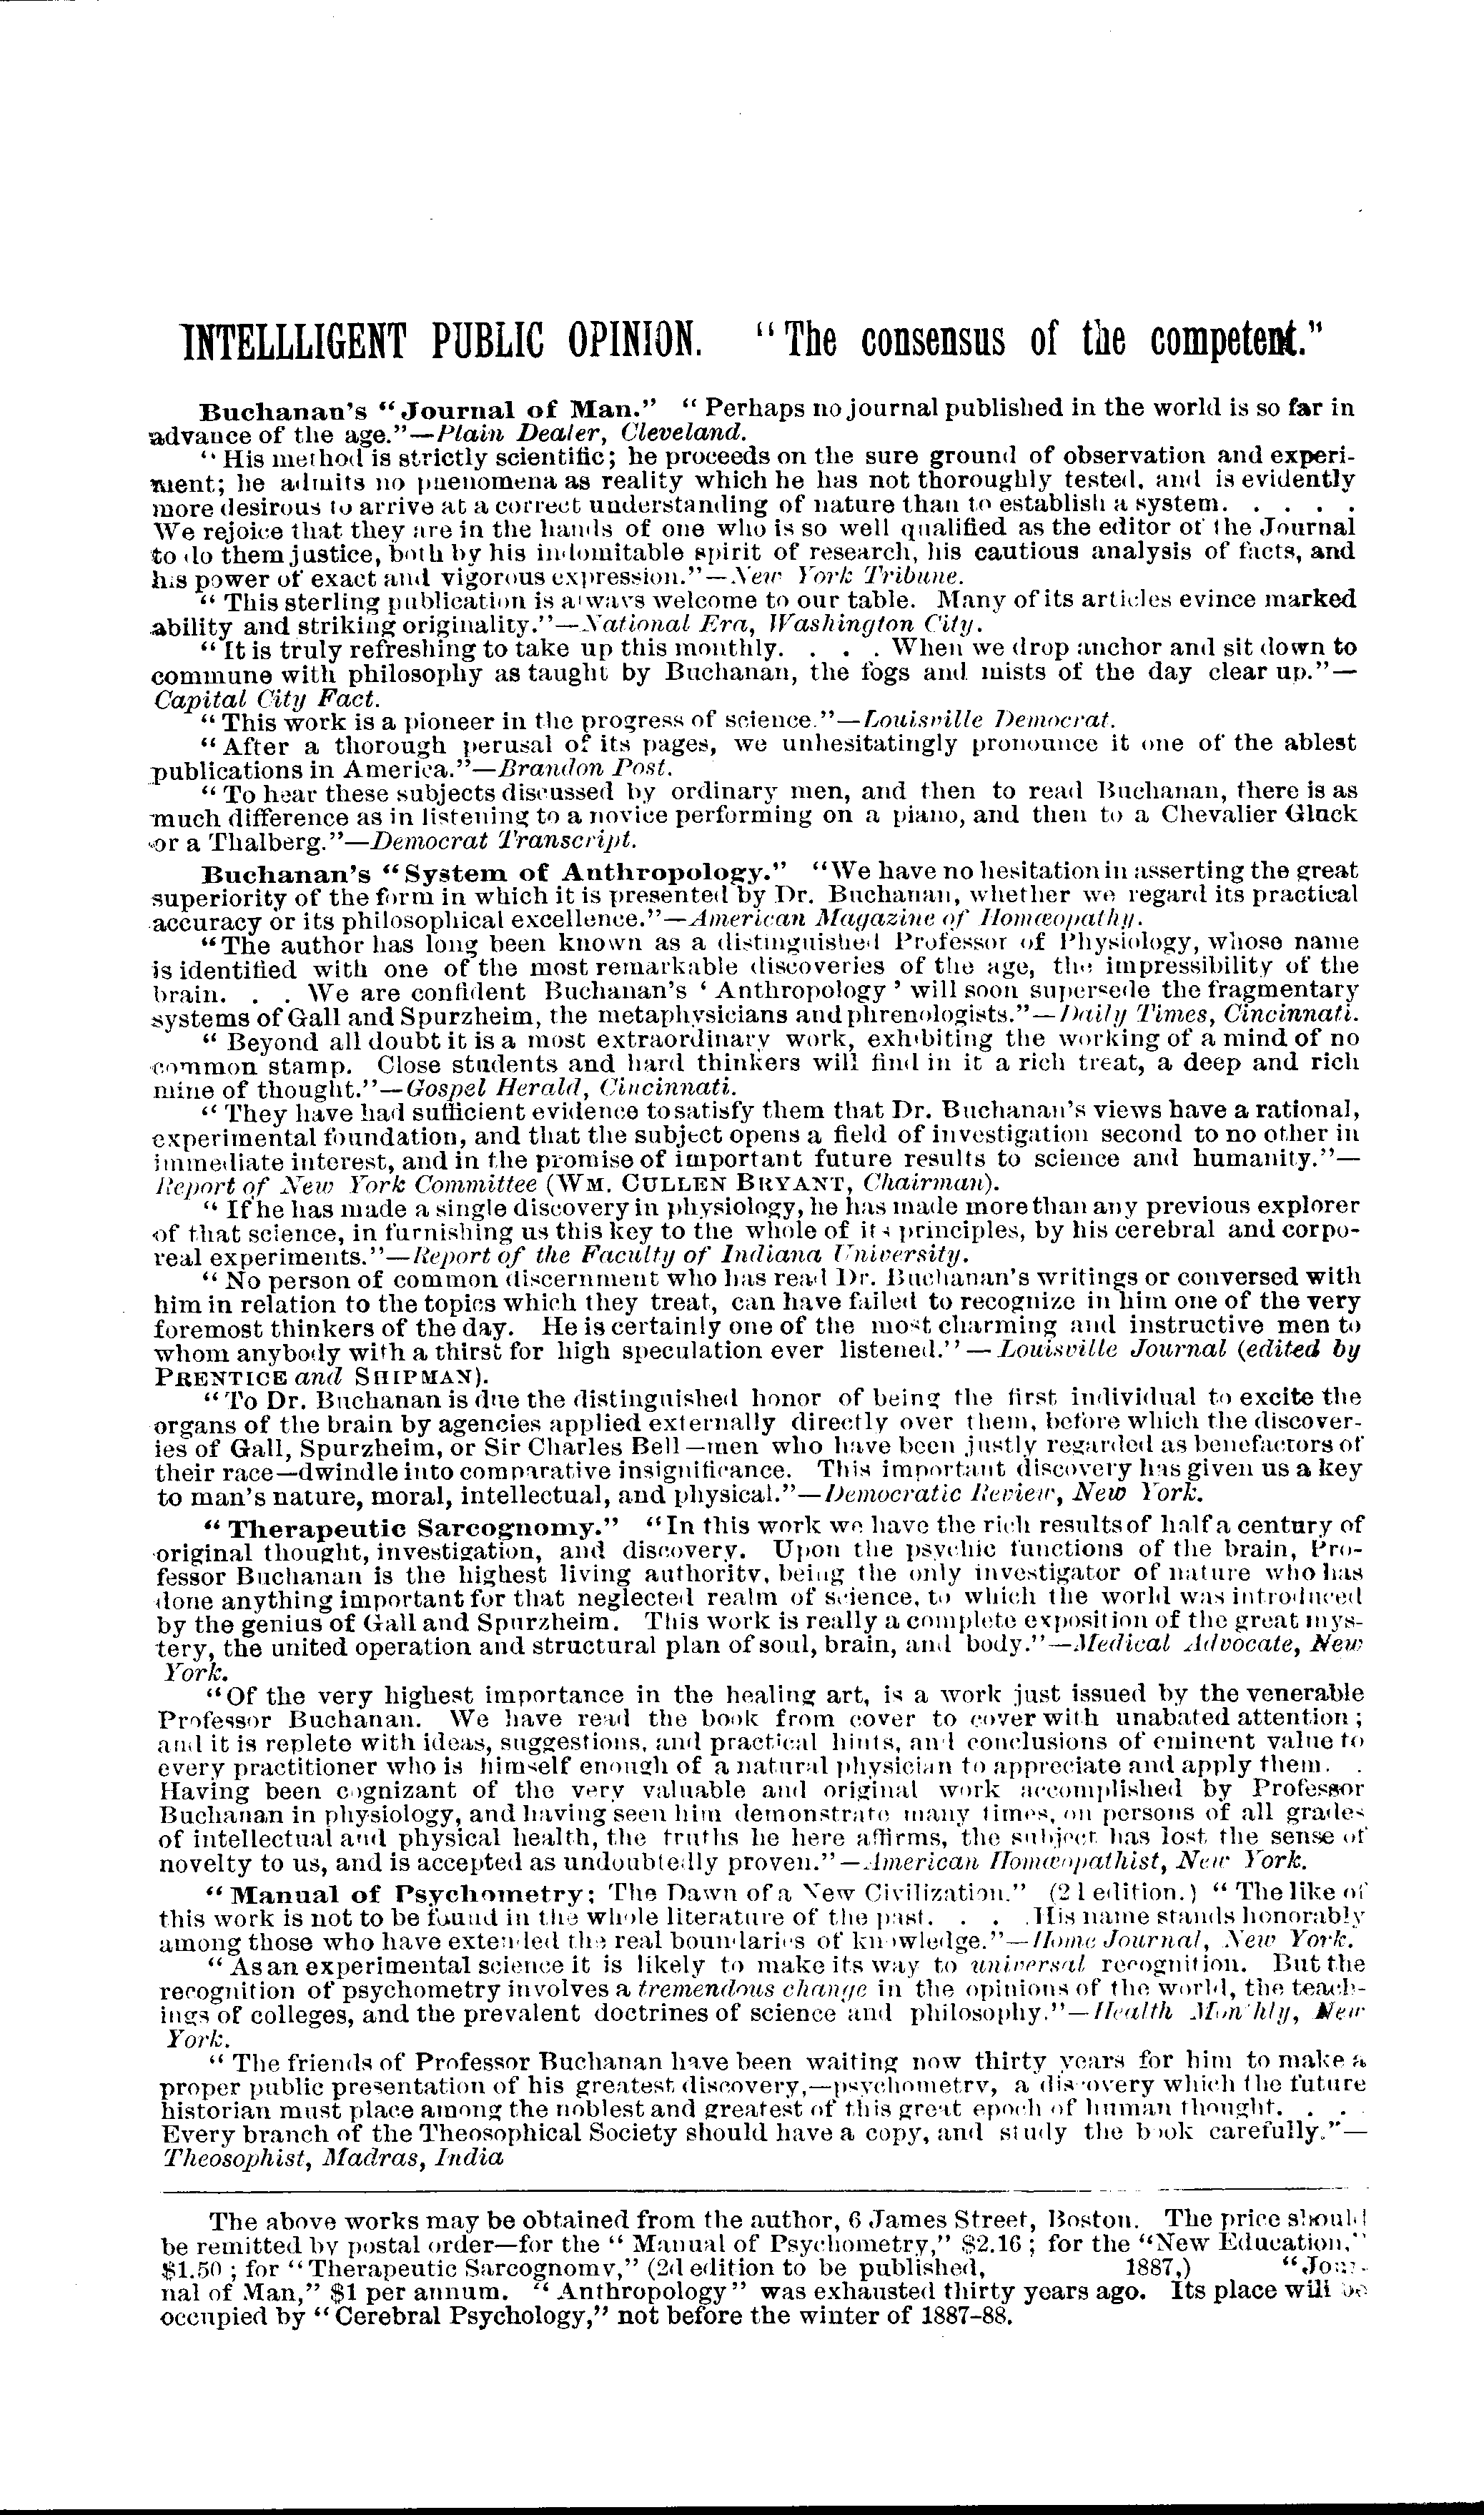 INTELLLIGENT PUBLIC OPINION. "The consensus of the competent."
Buchanan's "Journal of Man." "Perhaps no journal published in the world is so far in
advance of the age."—Plain Dealer, Cleveland.
"His method is strictly scientific; he proceeds on the sure ground of observation and experi-
ment; he admits no phenomena as reality which he has not thoroughly tested, and is evidently
more desirous to arrive at a correct understanding of nature than to establish a system. . . . .
We rejoice that they are in the hands of one who is so well qualified as the editor of the Journal
to do them justice, both by his indomitable spirit of research, his cautious analysis of facts, and
his power of exact and vigorous expression."—New York Tribune.
"This sterling publication is always welcome to our table. Many of its articles evince marked
ability and striking originality."—National Era, Washington City.
"It is truly refreshing to take up this monthly. . . . When we drop anchor and sit down to
commune with philosophy as taught by Buchanan, the fogs and mists of the day clear up."—
Capital City Fact.
"This work is a pioneer in the progress of science."—Louisville Democrat.
"After a thorough perusal of its pages, we unhesitatingly pronounce it one of the ablest
publications in America."—Brandon Post.
"To hear these subjects discussed by ordinary men, and then to read Buchanan, there is as
much difference as in listening to a novice performing on a piano, and then to a Chevalier Gluck
or a Thalberg."—Democrat Transcript.
Buchanan's "System of Anthropology." "We have no hesitation in asserting the great
superiority of the form in which it is presented by Dr. Buchanan, whether we regard its practical
accuracy or its philosophical excellence."—American Magazine of Homœopathy.
"The author has long been known as a distinguished Professor of Physiology, whose name
is identified with one of the most remarkable discoveries of the age, the impressibility of the
brain. . . We are confident Buchanan's 'Anthropology' will soon supersede the fragmentary
systems of Gall and Spurzheim, the metaphysicians and phrenologists."—Daily Times, Cincinnati.
"Beyond all doubt it is a most extraordinary work, exhibiting the working of a mind of no
common stamp. Close students and hard thinkers will find in it a rich treat, a deep and rich
mine of thought."—Gospel Herald, Cincinnati.
"They have had sufficient evidence to satisfy them that Dr. Buchanan's views have a rational,
experimental foundation, and that the subject opens a field of investigation second to no other in
immediate interest, and in the promise of important future results to science and humanity."—
Report of New York Committee (WM. CULLEN BRYANT, Chairman).
"If he has made a single discovery in physiology, he has made more than any previous explorer
of that science, in furnishing us this key to the whole of its principles, by his cerebral and corpo-
real experiments."—Report of the Faculty of Indiana University.
"No person of common discernment who has read Dr. Buchanan's writings or conversed with
him in relation to the topics which they treat, can have failed to recognize in him one of the very
foremost thinkers of the day. He is certainly one of the most charming and instructive men to
whom anybody with a thirst for high speculation ever listened."—Louisville Journal (edited by
PRENTICE and SHIPMAN).
"To Dr. Buchanan is due the distinguished honor of being the first individual to excite the
organs of the brain by agencies applied externally directly over them, before which the discover-
ies of Gall, Spurzheim, or Sir Charles Bell—men who have been justly regarded as benefactors of
their race—dwindle into comparative insignificance. This important discovery has given us a key
to man's nature, moral, intellectual, and physical."—Democratic Review, New York.
"Therapeutic Sarcognomy." "In this work we have the rich results of half a century of
original thought, investigation, and discovery. Upon the psychic functions of the brain, Pro-
fessor Buchanan is the highest living authority, being the only investigator of nature who has
done anything important for that neglected realm of science, to which the world was introduced
by the genius of Gall and Spurzheim. This work is really a complete exposition of the great mys-
tery, the united operation and structural plan of soul, brain, and body."—Medical Advocate, New
York.
"Of the very highest importance in the healing art, is a work just issued by the venerable
Professor Buchanan. We have read the book from cover to cover with unabated attention;
and it is replete with ideas, suggestions, and practical hints, and conclusions of eminent value to
every practitioner who is himself enough of a natural physician to appreciate and apply them. .
Having been cognizant of the very valuable and original work accomplished by Professor
Buchanan in physiology, and having seen him demonstrate many times, on persons of all grades
of intellectual and physical health, the truths he here affirms, the subject has lost the sense of
novelty to us, and is accepted as undoubtedly proven."—American Homœopathist, New York.
"Manual of Psychometry; The Dawn of a New Civilization." (2d edition.) "The like of
this work is not to be found in the whole literature of the past. . . . His name stands honorably
among those who have extended the real boundaries of knowledge."—Home Journal, New York.
"As an experimental science it is likely to make its way to universal recognition. But the
recognition of psychometry involves a tremendous change in the opinions of the world, the teach-
ings of colleges, and the prevalent doctrines of science and philosophy."—Health Monthly, New
York.
"The friends of Professor Buchanan have been waiting now thirty years for him to make a
proper public presentation of his greatest discovery,—psychometry, a discovery which the future
historian must place among the noblest and greatest of this great epoch of human thought. . .
Every branch of the Theosophical Society should have a copy, and study the book carefully."—
Theosophist, Madras, India
The above works may be obtained from the author, 6 James Street, Boston. The price should
be remitted by postal order—for the "Manual of Psychometry," $2.16; for the "New Education,"
$1.50; for "Therapeutic Sarcognomy," (2d edition to be published, 1887,) "Jour-
nal of Man," $1 per annum. "Anthropology" was exhausted thirty years ago. Its place will be
occupied by "Cerebral Psychology," not before the winter of 1887-88.